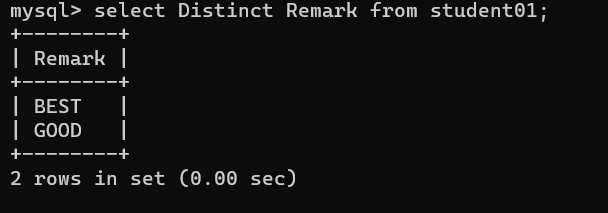 mysql> select Distinct Remark from student01;
+--------+
| Remark |
+--------+
| BEST   |
| GOOD   |
+--------+
2 rows in set (0.00 sec)